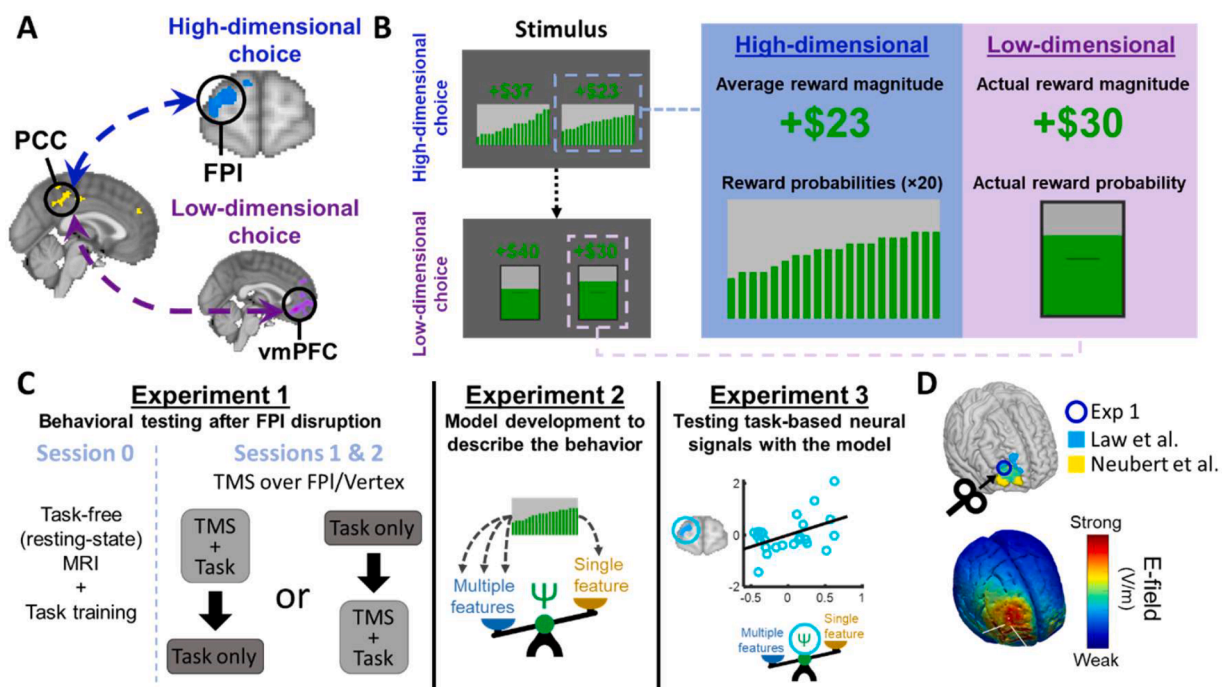 A
High-dimensional
choice
PCC
FPl
Low-dimensional
choice
vmPFC
B
Stimulus
High-dimensional
choice
+$37
+$23
Low-dimensional
choice
+$40
+$30
High-dimensional
Average reward magnitude
+$23
Reward probabilities (×20)
Low-dimensional
Actual reward magnitude
+$30
Actual reward probability
C
Experiment 1
Behavioral testing after FPl disruption
Session 0
Task-free
(resting-state)
MRI
+
Task training
Sessions 1 & 2
TMS over FPl/Vertex
TMS
+
Task
Task only
or
Task only
TMS
+
Task
Experiment 2
Model development to
describe the behavior
Multiple
features
Ψ
Single
feature
Experiment 3
Testing task-based neural
signals with the model
2
0
-2
-0.5
0
0.5
1
Multiple
features
Ψ
Single
feature
D
Exp 1
Law et al.
Neubert et al.
Strong
E-field
(V/m)
Weak